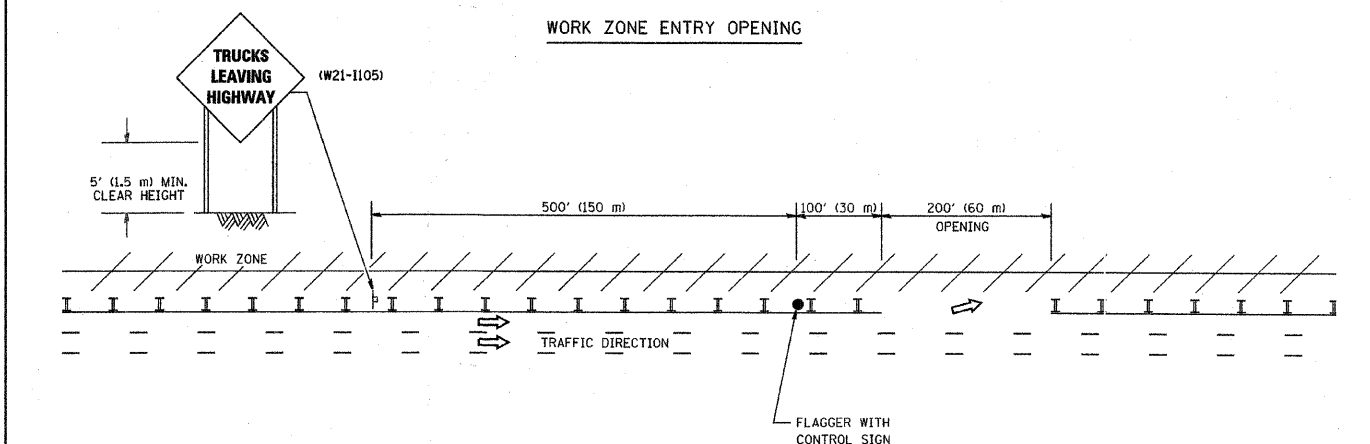 WORK ZONE ENTRY OPENING
TRUCKS
LEAVING
HIGHWAY
(W21-I105)
5' (1.5 m) MIN.
CLEAR HEIGHT
500' (150 m)
100' (30 m)
200' (60 m)
OPENING
WORK ZONE
TRAFFIC DIRECTION
FLAGGER WITH
CONTROL SIGN